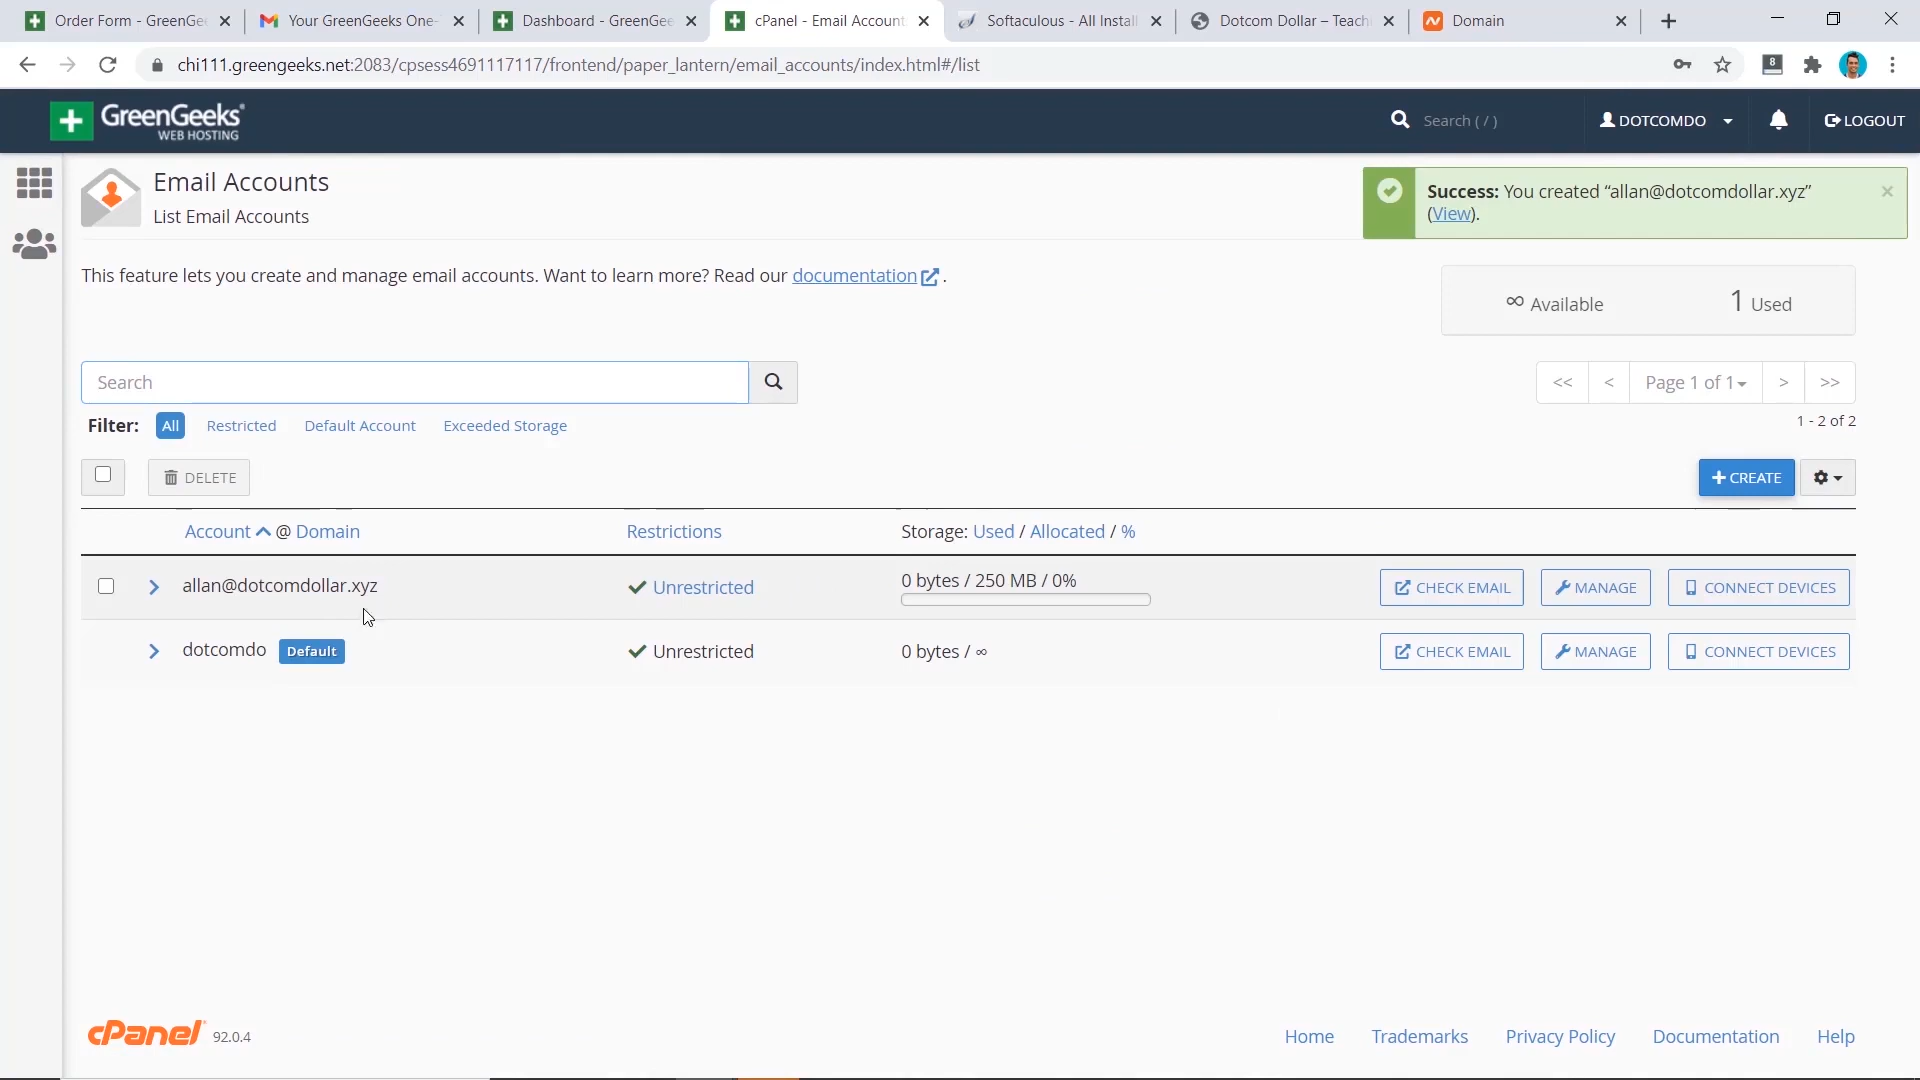 Order Form - GreenGe
Your GreenGeeks One-
Dashboard - GreenGee
cPanel - Email Account
Softaculous - All Install
Dotcom Dollar – Teach
Domain
chi111.greengeeks.net:2083/cpsess4691117117/frontend/paper_lantern/email_accounts/index.html#/list
8
GreenGeeks
WEB HOSTING
Search ( / )
DOTCOMDO
LOGOUT
Email Accounts
List Email Accounts
Success: You created “allan@dotcomdollar.xyz”
(View).
This feature lets you create and manage email accounts. Want to learn more? Read our documentation .
∞ Available
1 Used
Search
<< < Page 1 of 1 > >>
Filter: All Restricted Default Account Exceeded Storage
1 - 2 of 2
DELETE
CREATE
Account @ Domain
Restrictions
Storage: Used / Allocated / %
allan@dotcomdollar.xyz
Unrestricted
0 bytes / 250 MB / 0%
CHECK EMAIL
MANAGE
CONNECT DEVICES
dotcomdo Default
Unrestricted
0 bytes / ∞
CHECK EMAIL
MANAGE
CONNECT DEVICES
cPanel 92.0.4
Home
Trademarks
Privacy Policy
Documentation
Help